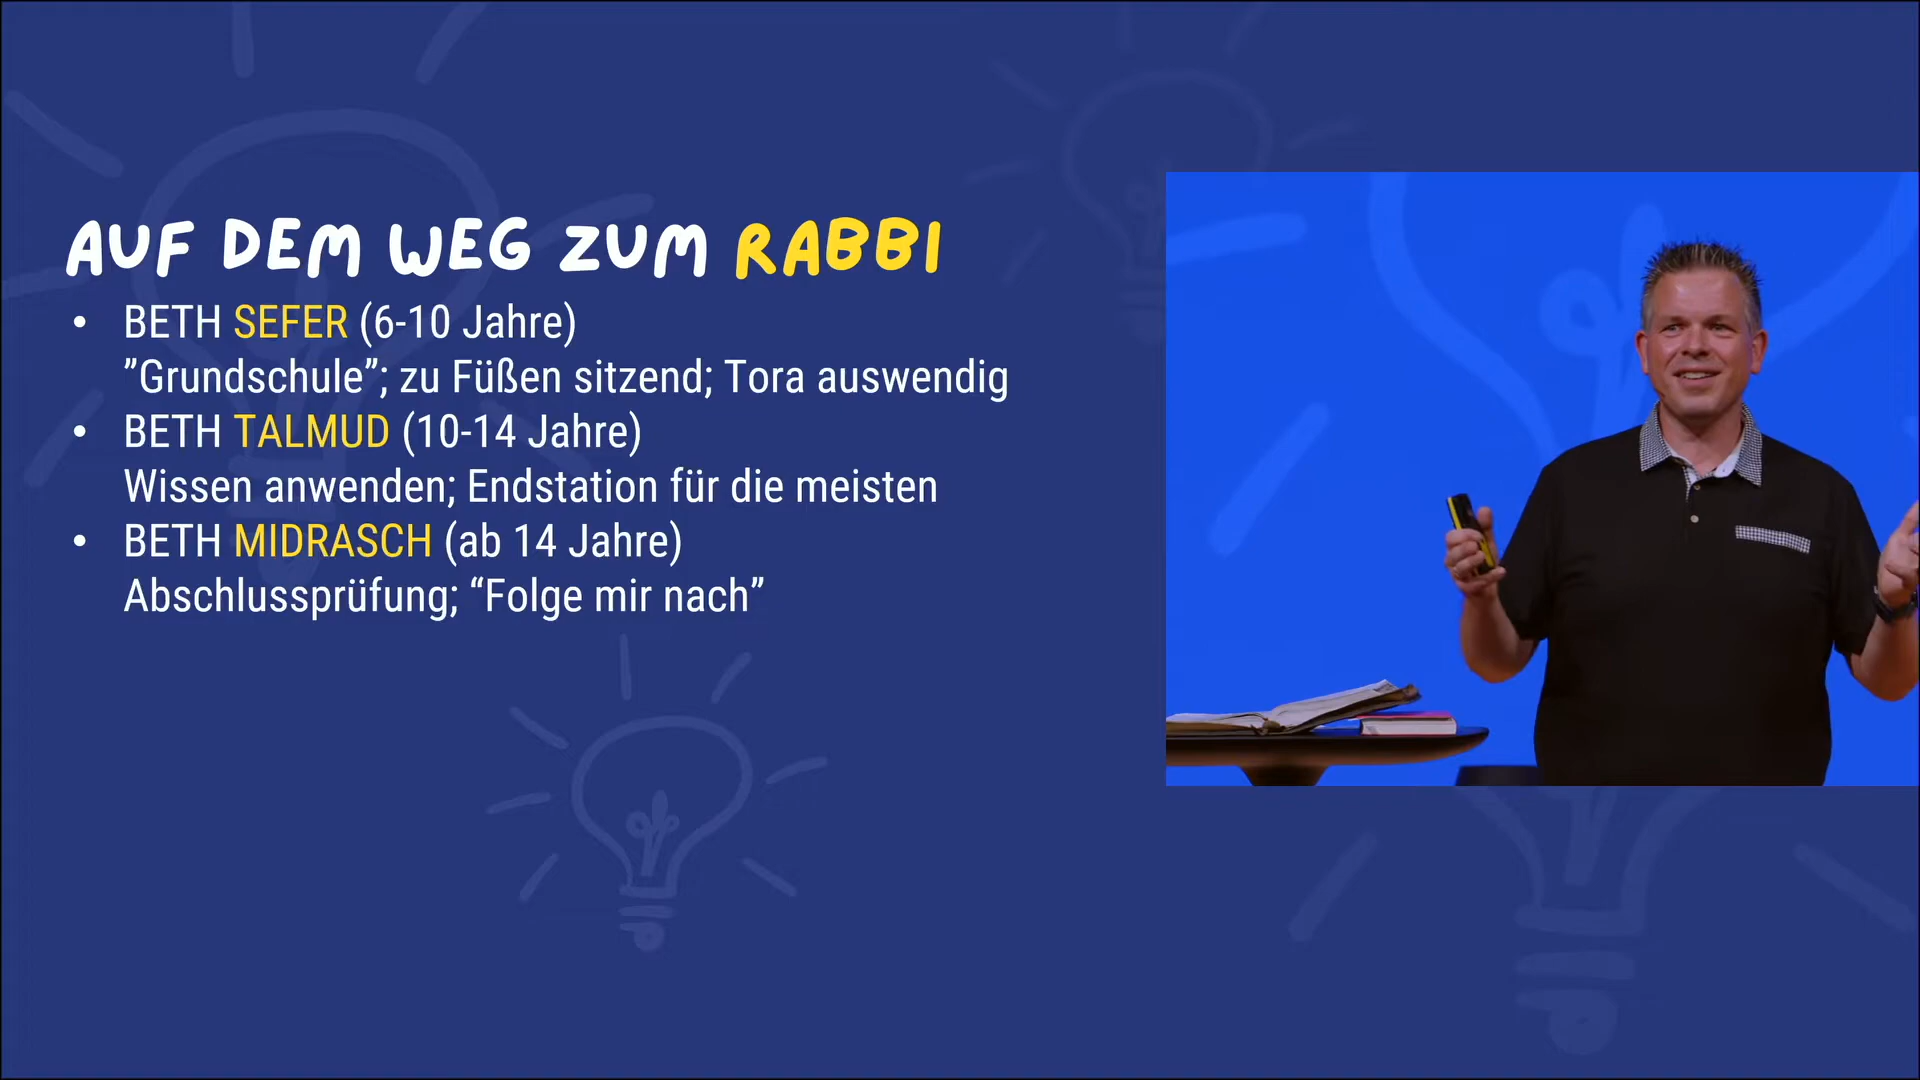 AUF DEM WEG ZUM RABBI
• BETH SEFER (6-10 Jahre)
”Grundschule”; zu Füßen sitzend; Tora auswendig
• BETH TALMUD (10-14 Jahre)
Wissen anwenden; Endstation für die meisten
• BETH MIDRASCH (ab 14 Jahre)
Abschlussprüfung; “Folge mir nach”